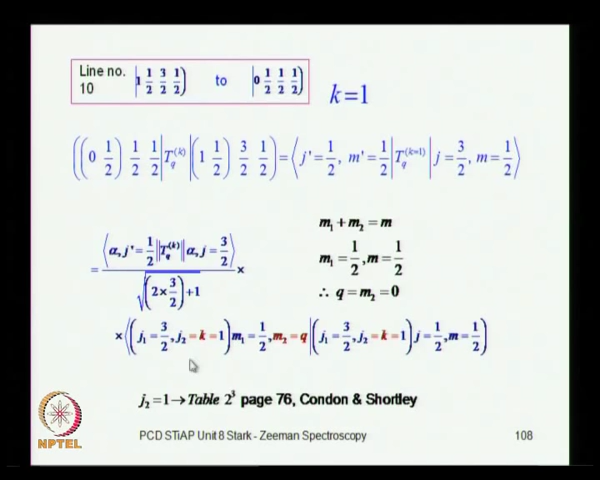 Line no. 10 |1 1/2 3/2 1/2) to |0 1/2 1/2 1/2)
k=1
((0 1/2) 1/2 1/2|T_q^(k)|(1 1/2) 3/2 1/2) = ⟨j'=1/2, m'=1/2|T_q^(k=1)|j=3/2, m=1/2⟩
m₁+m₂=m
= ⟨α,j'=1/2||T_q^(k)||α,j=3/2⟩ / √((2×3/2)+1) ×
m₁=1/2, m=1/2
∴ q=m₂=0
×⟨(j₁=3/2, j₂=k=1)m₁=1/2, m₂=q|(j₁=3/2, j₂=k=1)j=1/2, m=1/2⟩
j₂=1→Table 2³ page 76, Condon & Shortley
NPTEL
PCD STiAP Unit 8 Stark - Zeeman Spectroscopy 108